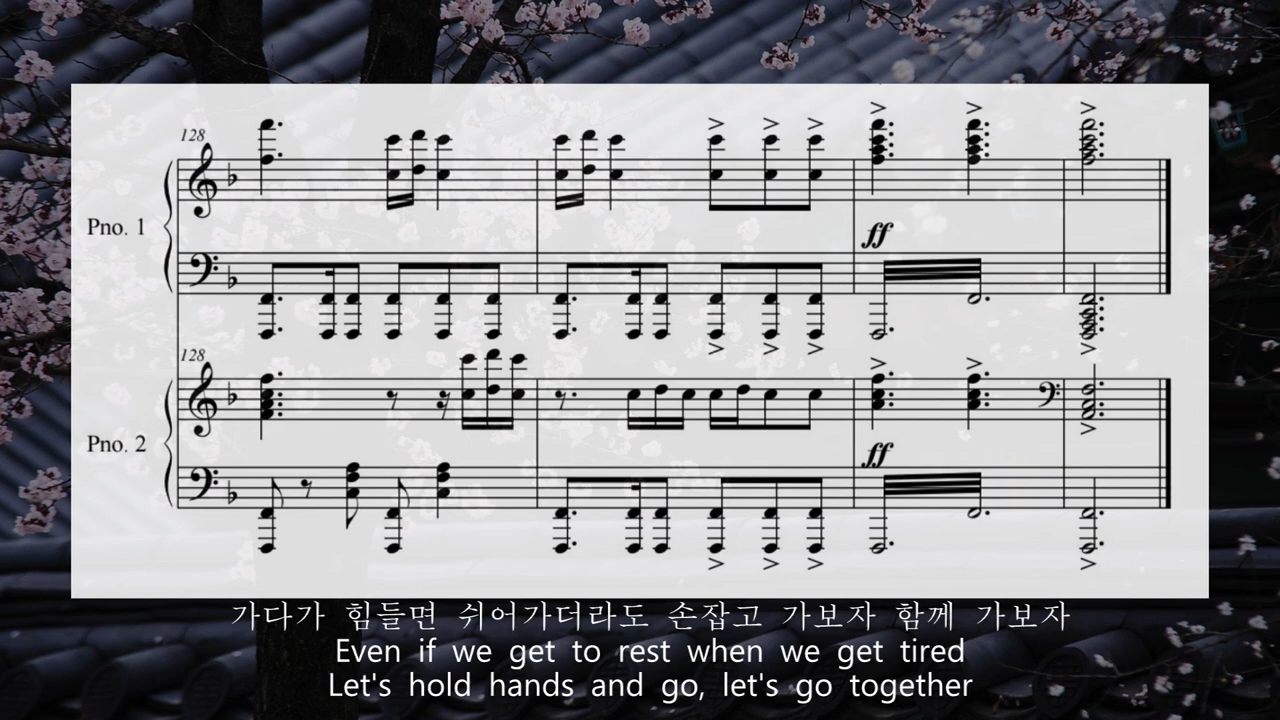 128
Pno. 1
ff
128
Pno. 2
ff
가다가 힘들면 쉬어가더라도 손잡고 가보자 함께 가보자
Even if we get to rest when we get tired
Let's hold hands and go, let's go together